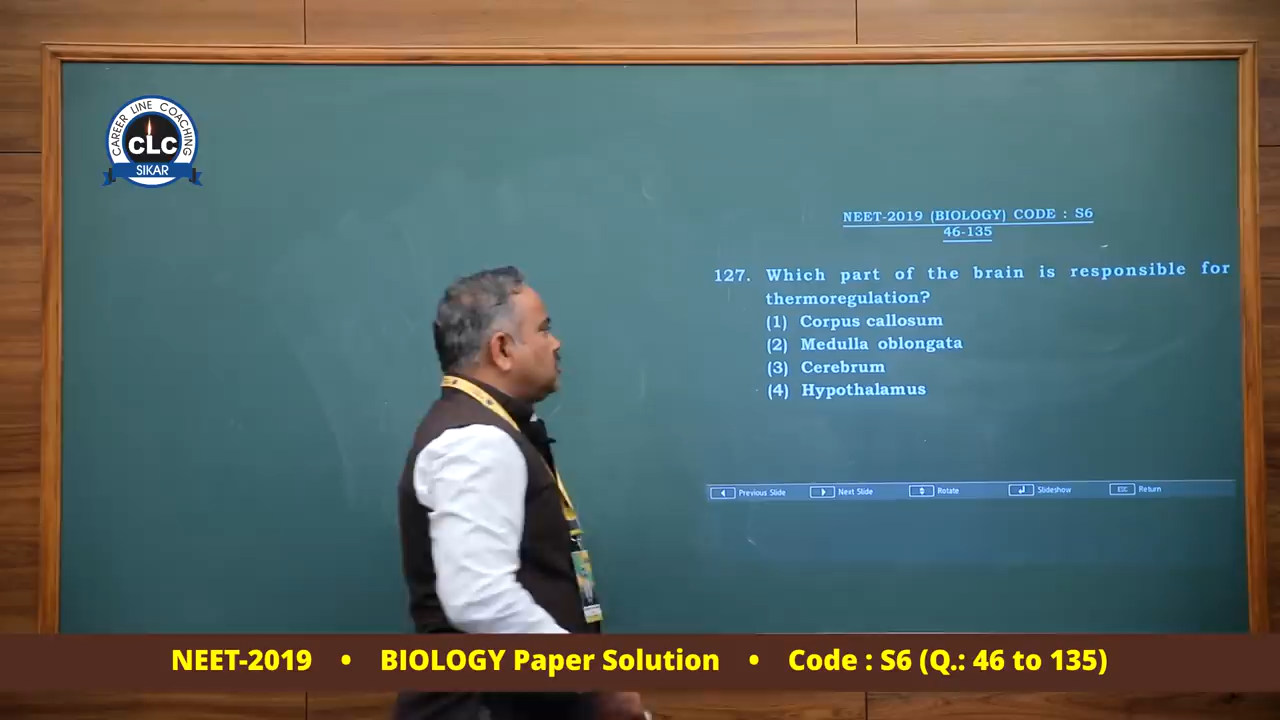 CAREER LINE COACHING
CLC
SIKAR
NEET-2019 (BIOLOGY) CODE : S6
46-135
127. Which part of the brain is responsible for
thermoregulation?
(1) Corpus callosum
(2) Medulla oblongata
(3) Cerebrum
(4) Hypothalamus
Previous Slide Next Slide Rotate Slideshow ESC Return
NEET-2019 • BIOLOGY Paper Solution • Code : S6 (Q.: 46 to 135)